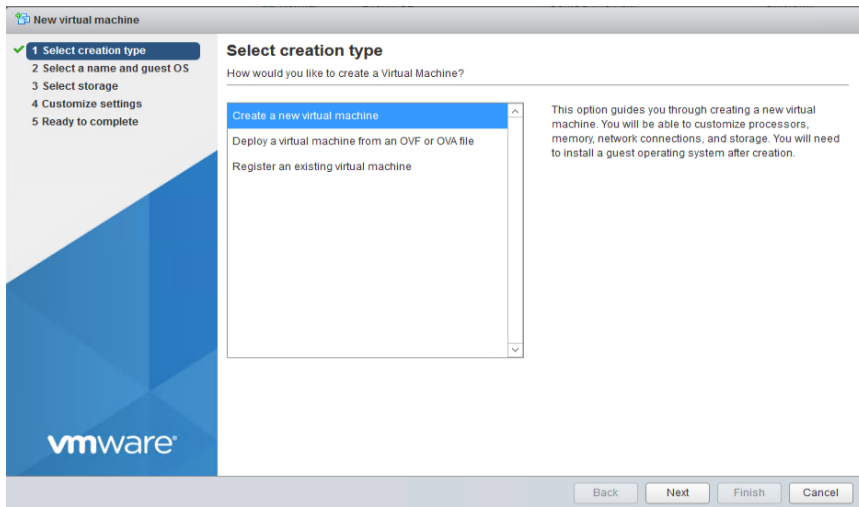 New virtual machine
1 Select creation type
2 Select a name and guest OS
3 Select storage
4 Customize settings
5 Ready to complete
Select creation type
How would you like to create a Virtual Machine?
Create a new virtual machine
Deploy a virtual machine from an OVF or OVA file
Register an existing virtual machine
This option guides you through creating a new virtual
machine. You will be able to customize processors,
memory, network connections, and storage. You will need
to install a guest operating system after creation.
vmware
Back
Next
Finish
Cancel